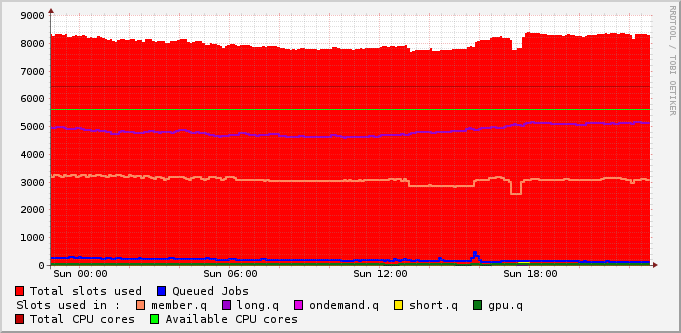 RRDTOOL / TOBI OETIKER
9000
8000
7000
6000
5000
4000
3000
2000
1000
0
Sun 00:00 Sun 06:00 Sun 12:00 Sun 18:00
Total slots used Queued Jobs
Slots used in : member.q long.q ondemand.q short.q gpu.q
Total CPU cores Available CPU cores